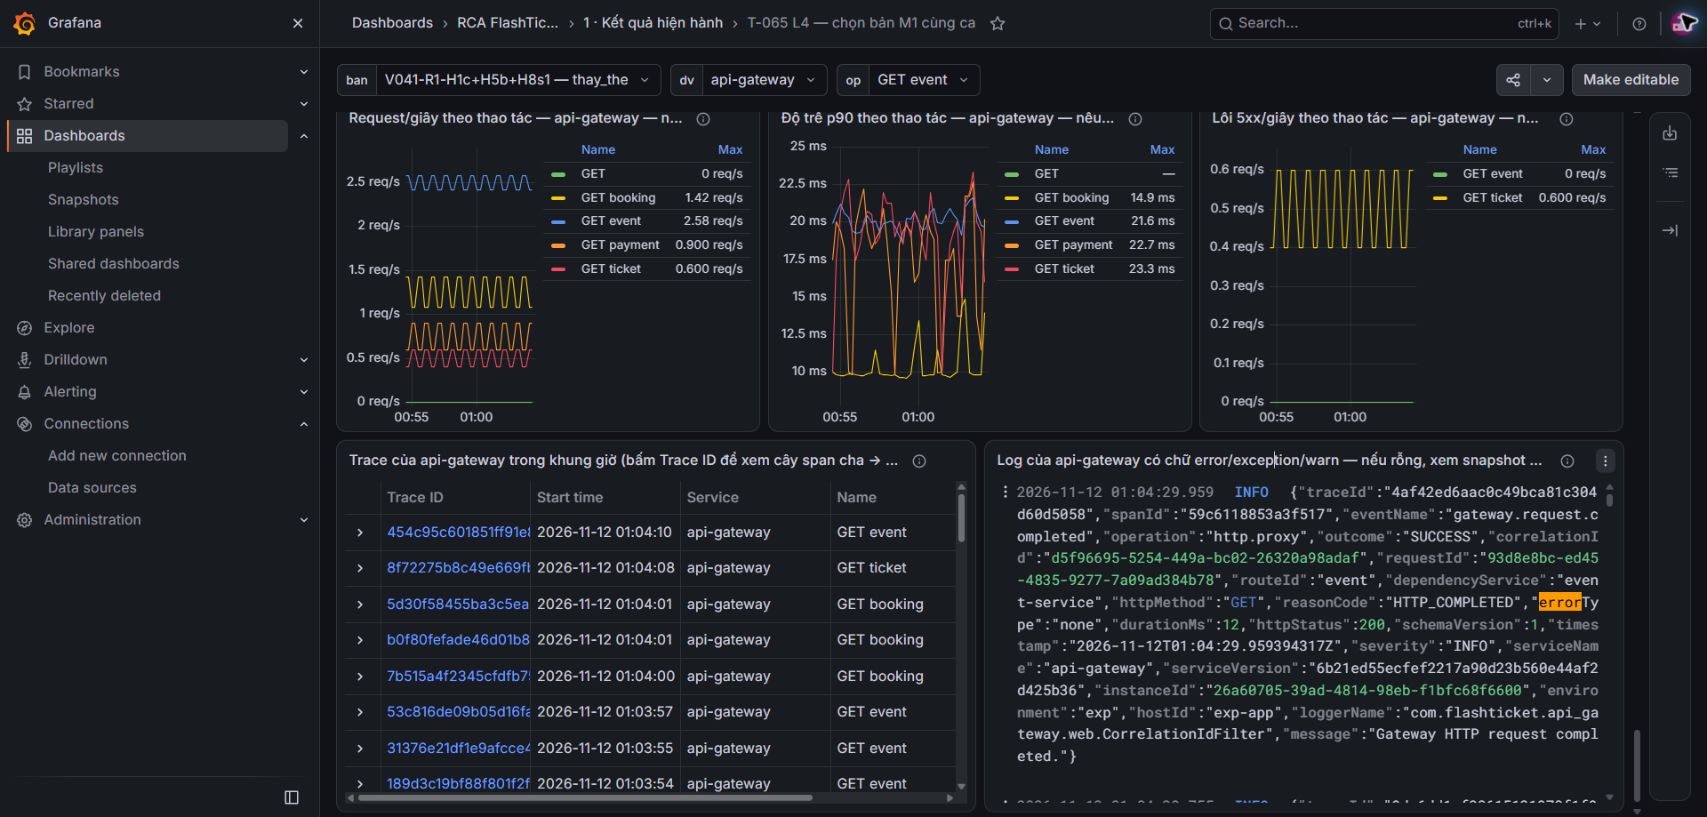 Grafana
Dashboards › RCA FlashTic... › 1 · Kết quả hiện hành › T-065 L4 — chọn bản M1 cùng ca
Search...
ctrl+k
Bookmarks
Starred
Dashboards
Playlists
Snapshots
Library panels
Shared dashboards
Recently deleted
Explore
Drilldown
Alerting
Connections
Add new connection
Data sources
Administration
ban V041-R1-H1c+H5b+H8s1 — thay_the
dv api-gateway
op GET event
Make editable
Request/giây theo thao tác — api-gateway — n...
2.5 req/s
2 req/s
1.5 req/s
1 req/s
0.5 req/s
0 req/s
00:55 01:00
Name Max
GET 0 req/s
GET booking 1.42 req/s
GET event 2.58 req/s
GET payment 0.900 req/s
GET ticket 0.600 req/s
Độ trễ p90 theo thao tác — api-gateway — nếu...
25 ms
22.5 ms
20 ms
17.5 ms
15 ms
12.5 ms
10 ms
00:55 01:00
Name Max
GET —
GET booking 14.9 ms
GET event 21.6 ms
GET payment 22.7 ms
GET ticket 23.3 ms
Lỗi 5xx/giây theo thao tác — api-gateway — n...
0.6 req/s
0.5 req/s
0.4 req/s
0.3 req/s
0.2 req/s
0.1 req/s
0 req/s
00:55 01:00
Name Max
GET event 0 req/s
GET ticket 0.600 req/s
Trace của api-gateway trong khung giờ (bấm Trace ID để xem cây span cha → ...
Trace ID Start time Service Name
454c95c601851ff91e8 2026-11-12 01:04:10 api-gateway GET event
8f72275b8c49e669fb 2026-11-12 01:04:08 api-gateway GET ticket
5d30f58455ba3c5ea 2026-11-12 01:04:01 api-gateway GET booking
b0f80fefade46d01b8 2026-11-12 01:04:01 api-gateway GET booking
7b515a4f2345cfdfb75 2026-11-12 01:04:00 api-gateway GET booking
53c816de09b05d16fa 2026-11-12 01:03:57 api-gateway GET event
31376e21df1e9afcce4 2026-11-12 01:03:55 api-gateway GET event
189d3c19bf88f801f2f 2026-11-12 01:03:54 api-gateway GET event
Log của api-gateway có chữ error/exception/warn — nếu rỗng, xem snapshot ...
2026-11-12 01:04:29.959 INFO {"traceId":"4af42ed6aac0c49bca81c304
d60d5058","spanId":"59c6118853a3f517","eventName":"gateway.request.c
ompleted","operation":"http.proxy","outcome":"SUCCESS","correlationI
d":"d5f96695-5254-449a-bc02-26320a98adaf","requestId":"93d8e8bc-ed45
-4835-9277-7a09ad384b78","routeId":"event","dependencyService":"even
t-service","httpMethod":"GET","reasonCode":"HTTP_COMPLETED","errorTy
pe":"none","durationMs":12,"httpStatus":200,"schemaVersion":1,"times
tamp":"2026-11-12T01:04:29.959394317Z","severity":"INFO","serviceNam
e":"api-gateway","serviceVersion":"6b21ed55ecfef2217a90d23b560e44af2
d425b36","instanceId":"26a60705-39ad-4814-98eb-f1bfc68f6600","enviro
nment":"exp","hostId":"exp-app","loggerName":"com.flashticket.api_ga
teway.web.CorrelationIdFilter","message":"Gateway HTTP request compl
eted."}